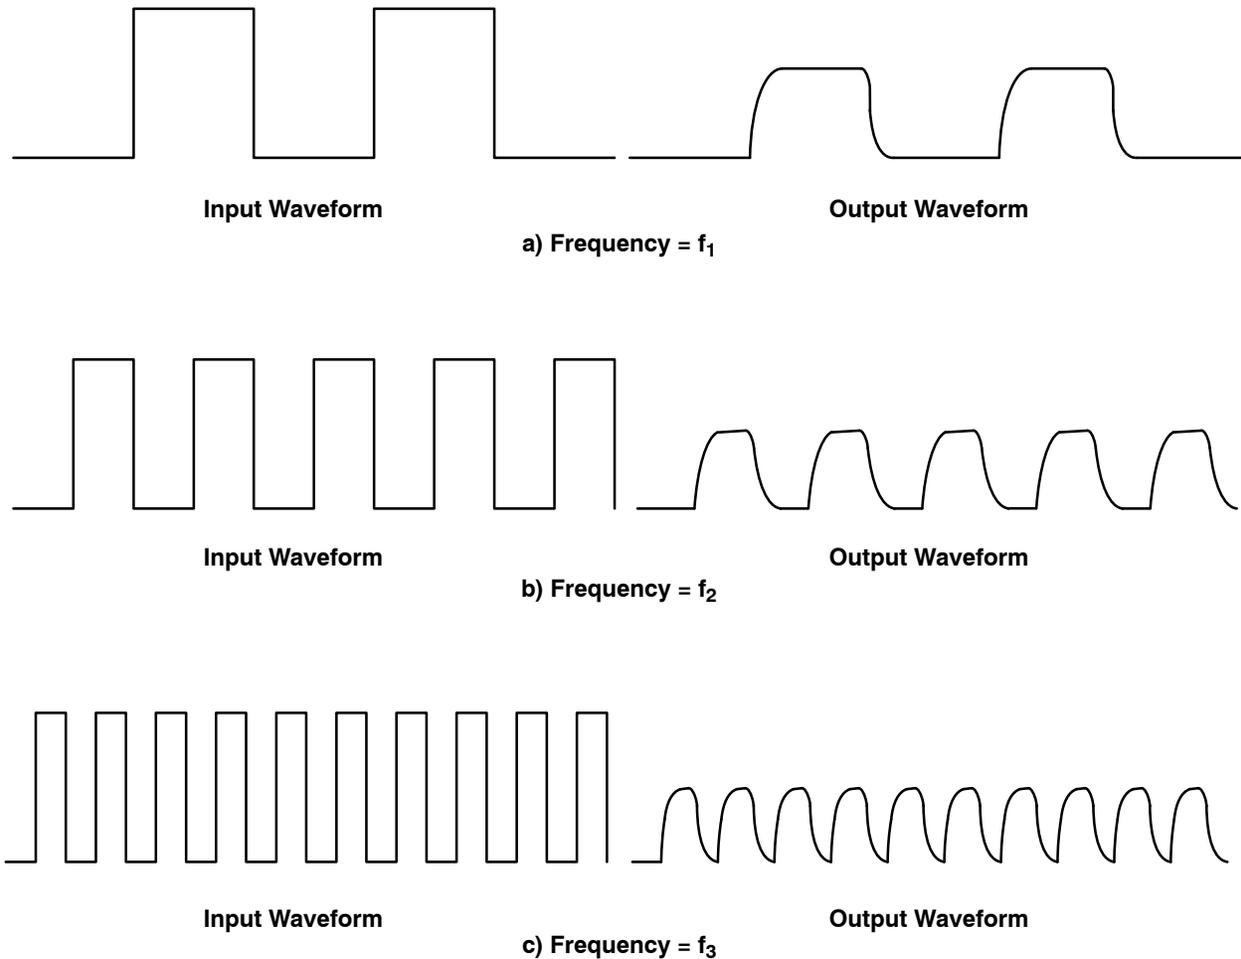 Input Waveform
Output Waveform
a) Frequency = f₁
Input Waveform
Output Waveform
b) Frequency = f₂
Input Waveform
Output Waveform
c) Frequency = f₃